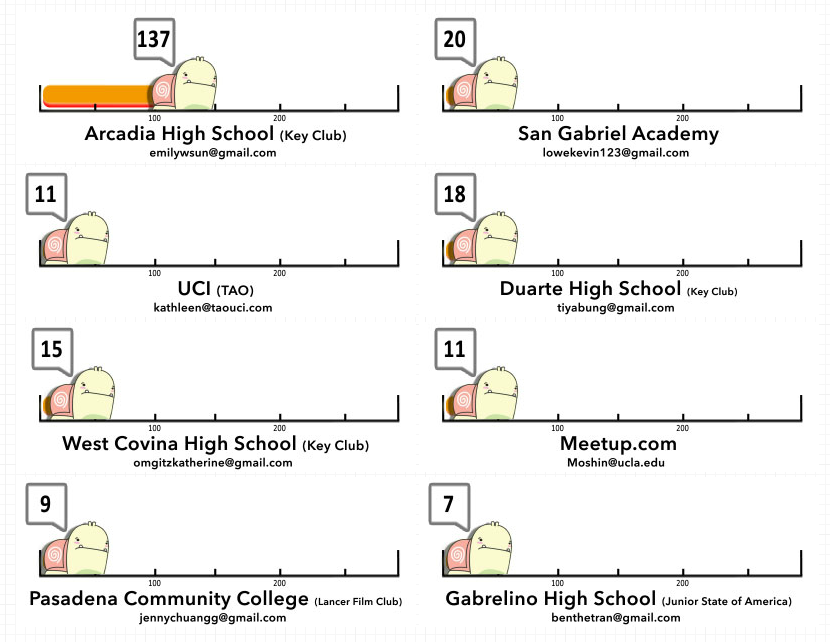 137
100 200
Arcadia High School (Key Club)
emilywsun@gmail.com
20
100 200
San Gabriel Academy
lowekevin123@gmail.com
11
100 200
UCI (TAO)
kathleen@taouci.com
18
100 200
Duarte High School (Key Club)
tiyabung@gmail.com
15
100 200
West Covina High School (Key Club)
omgitzkatherine@gmail.com
11
100 200
Meetup.com
Moshin@ucla.edu
9
100 200
Pasadena Community College (Lancer Film Club)
jennychuangg@gmail.com
7
100 200
Gabrelino High School (Junior State of America)
benthetran@gmail.com